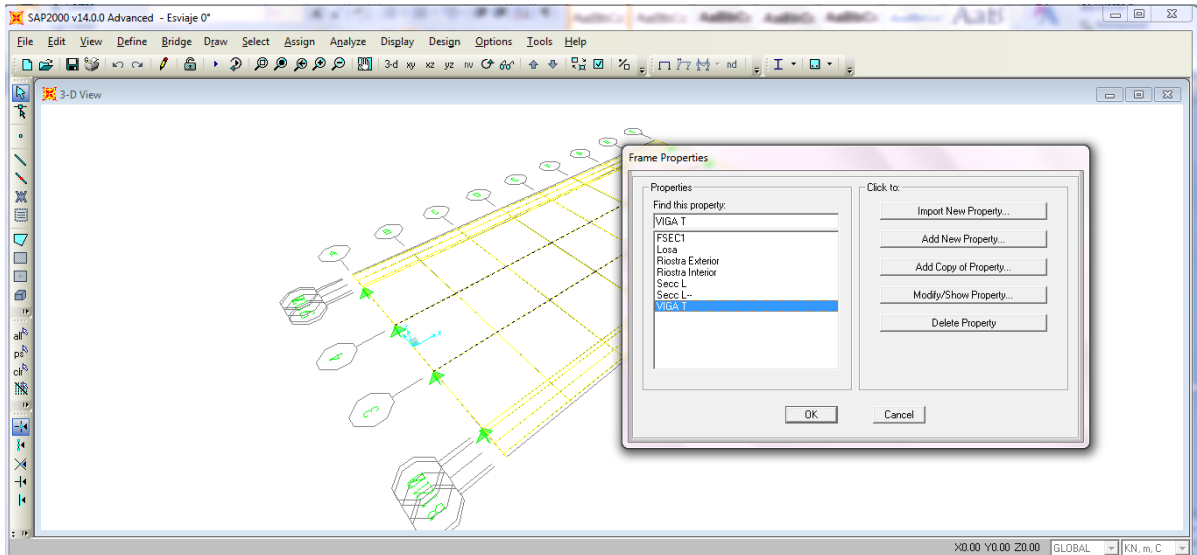 SAP2000 v14.0.0 Advanced - Esviaje 0°
File Edit View Define Bridge Draw Select Assign Analyze Display Design Options Tools Help
3-d xy xz yz nv
nd
3-D View
all
ps
clr
Frame Properties
Properties
Find this property:
VIGA T
FSEC1
Losa
Riostra Exterior
Riostra Interior
Secc L
Secc L--
VIGA T
Click to:
Import New Property...
Add New Property...
Add Copy of Property...
Modify/Show Property...
Delete Property
OK Cancel
X0.00 Y0.00 Z0.00 GLOBAL KN, m, C